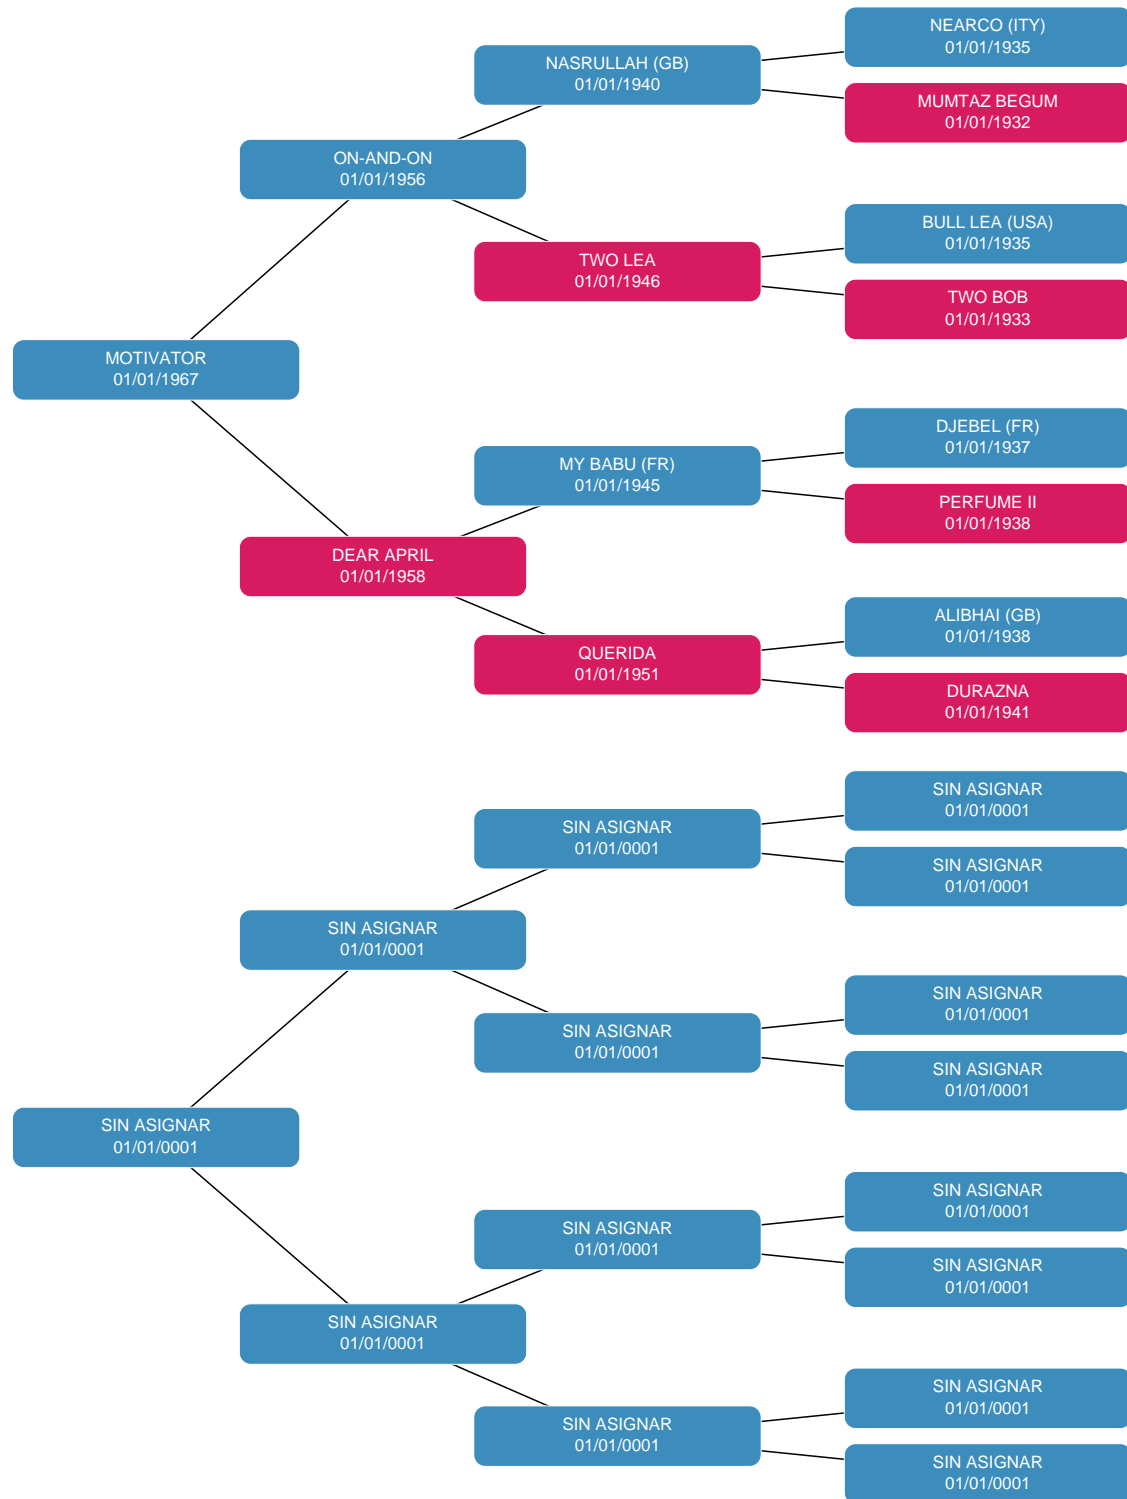 NEARCO (ITY)
01/01/1935
NASRULLAH (GB)
01/01/1940
MUMTAZ BEGUM
01/01/1932
ON-AND-ON
01/01/1956
BULL LEA (USA)
01/01/1935
TWO LEA
01/01/1946
TWO BOB
01/01/1933
MOTIVATOR
01/01/1967
DJEBEL (FR)
01/01/1937
MY BABU (FR)
01/01/1945
PERFUME II
01/01/1938
DEAR APRIL
01/01/1958
ALIBHAI (GB)
01/01/1938
QUERIDA
01/01/1951
DURAZNA
01/01/1941
SIN ASIGNAR
01/01/0001
SIN ASIGNAR
01/01/0001
SIN ASIGNAR
01/01/0001
SIN ASIGNAR
01/01/0001
SIN ASIGNAR
01/01/0001
SIN ASIGNAR
01/01/0001
SIN ASIGNAR
01/01/0001
SIN ASIGNAR
01/01/0001
SIN ASIGNAR
01/01/0001
SIN ASIGNAR
01/01/0001
SIN ASIGNAR
01/01/0001
SIN ASIGNAR
01/01/0001
SIN ASIGNAR
01/01/0001
SIN ASIGNAR
01/01/0001
SIN ASIGNAR
01/01/0001